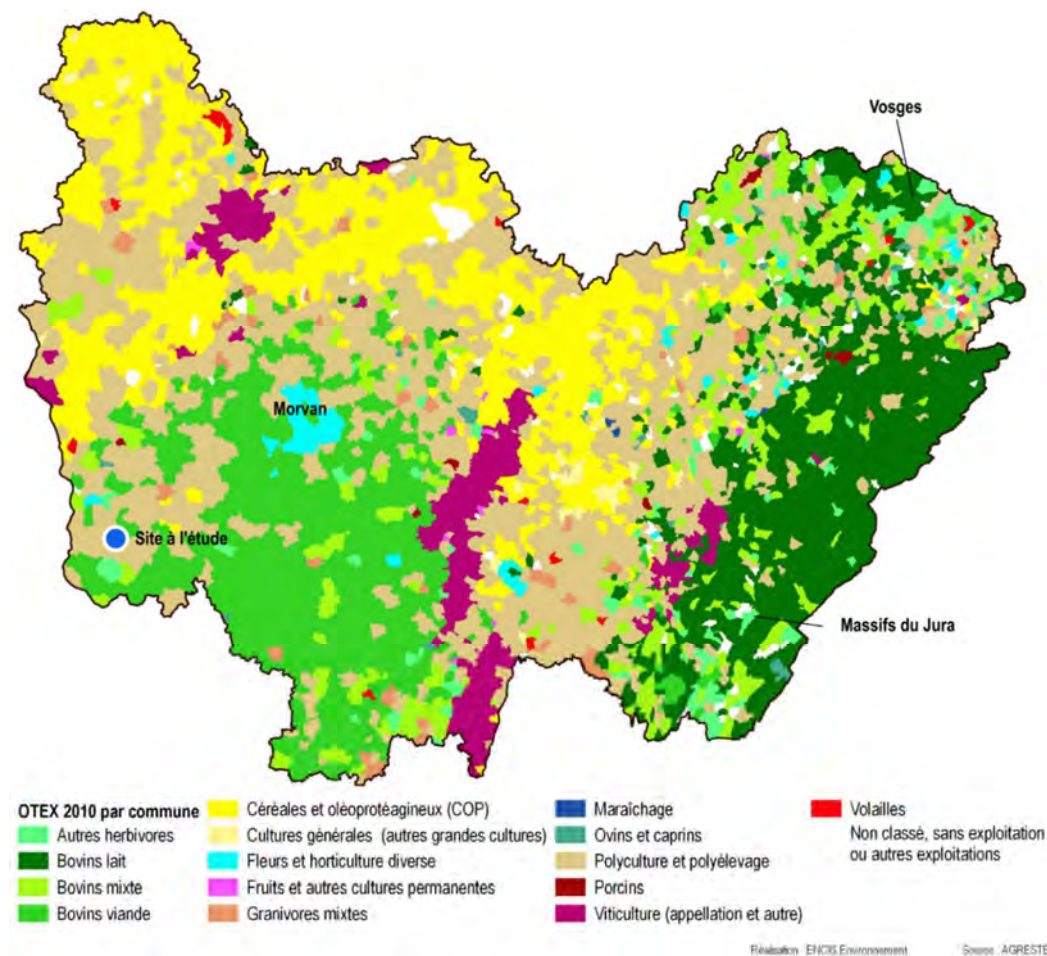 Vosges
Morvan
Site à l'étude
Massifs du Jura
OTEX 2010 par commune
Autres herbivores
Bovins lait
Bovins mixte
Bovins viande
Céréales et oléoprotéagineux (COP)
Cultures générales (autres grandes cultures)
Fleurs et horticulture diverse
Fruits et autres cultures permanentes
Granivores mixtes
Maraîchage
Ovins et caprins
Polyculture et polyélevage
Porcins
Viticulture (appellation et autre)
Volailles
Non classé, sans exploitation
ou autres exploitations
Réalisation : ENCIS Environnement
Source : AGRESTE